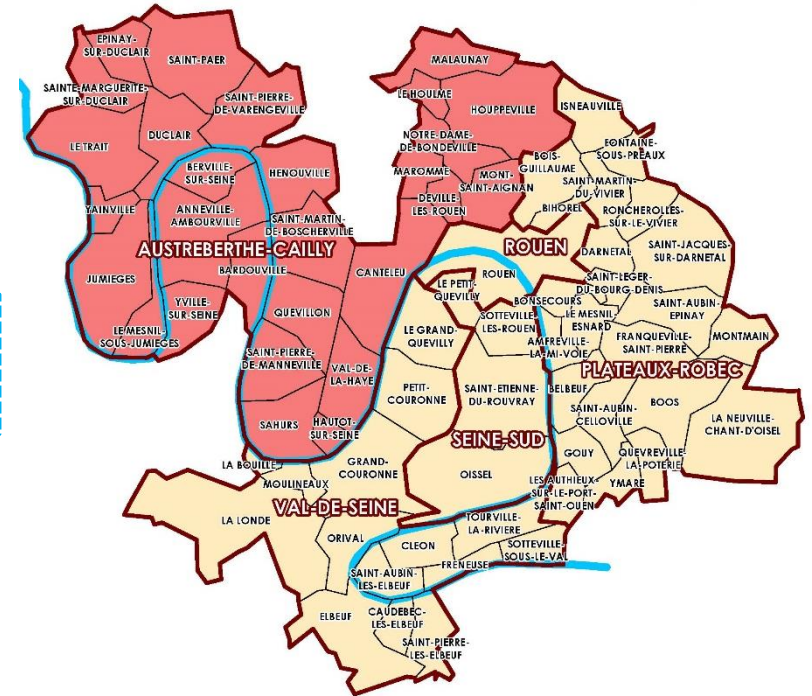 EPINAY-
SUR-DUCLAIR
SAINT-PAER
SAINTE-MARGUERITE-
SUR-DUCLAIR
SAINT-PIERRE-
DE-VARENGEVILLE
LE TRAIT
DUCLAIR
BERVILLE-
SUR-SEINE
HENOUVILLE
YAINVILLE
ANNEVILLE-
AMBOURVILLE
SAINT-MARTIN-
DE-BOSCHERVILLE
AUSTREBERTHE-CAILLY
BARDOUVILLE
CANTELEU
JUMIEGES
YVILLE-
SUR-SEINE
QUEVILLON
LE MESNIL-
SOUS-JUMIEGES
SAINT-PIERRE-
DE-MANNEVILLE
VAL-DE-
LA-HAYE
SAHURS
HAUTOT-
SUR-SEINE
MALAUNAY
LE HOULME
HOUPPEVILLE
NOTRE-DAME-
DE-BONDEVILLE
MAROMME
MONT-
SAINT-AIGNAN
DEVILLE-
LES ROUEN
ISNEAUVILLE
FONTAINE-
SOUS-PREAUX
BOIS-
GUILLAUME
SAINT-MARTIN-
DU-VIVIER
BIHOREL
RONCHEROLLES-
SUR-LE-VIVIER
ROUEN
DARNETAL
SAINT-JACQUES-
SUR-DARNETAL
ROUEN
LE PETIT-
QUEVILLY
SAINT-LEGER-
DU-BOURG-DENIS
BONSECOURS
SAINT-AUBIN-
EPINAY
LE MESNIL-
ESNARD
SOTTEVILLE-
LES-ROUEN
LE GRAND-
QUEVILLY
AMFREVILLE-
LA-MI-VOIE
FRANQUEVILLE-
SAINT-PIERRE
MONTMAIN
PLATEAUX-ROBEC
PETIT-
COURONNE
SAINT-ETIENNE-
DU-ROUVRAY
BELBEUF
BOOS
SAINT-AUBIN-
CELLOVILLE
LA NEUVILLE-
CHANT-D'OISEL
SEINE-SUD
GOUY
QUEVREVILLE-
LA-POTERIE
OISSEL
YMARE
LES AUTHIEUX-
SUR-LE-PORT-
SAINT-OUEN
LA BOUILLE
GRAND-
COURONNE
MOULINEAUX
VAL-DE-SEINE
LA LONDE
TOURVILLE-
LA-RIVIERE
ORIVAL
CLEON
SOTTEVILLE-
SOUS-LE-VAL
FRENEUSE
SAINT-AUBIN-
LES-ELBEUF
ELBEUF
CAUDEBEC-
LES-ELBEUF
SAINT-PIERRE-
LES-ELBEUF